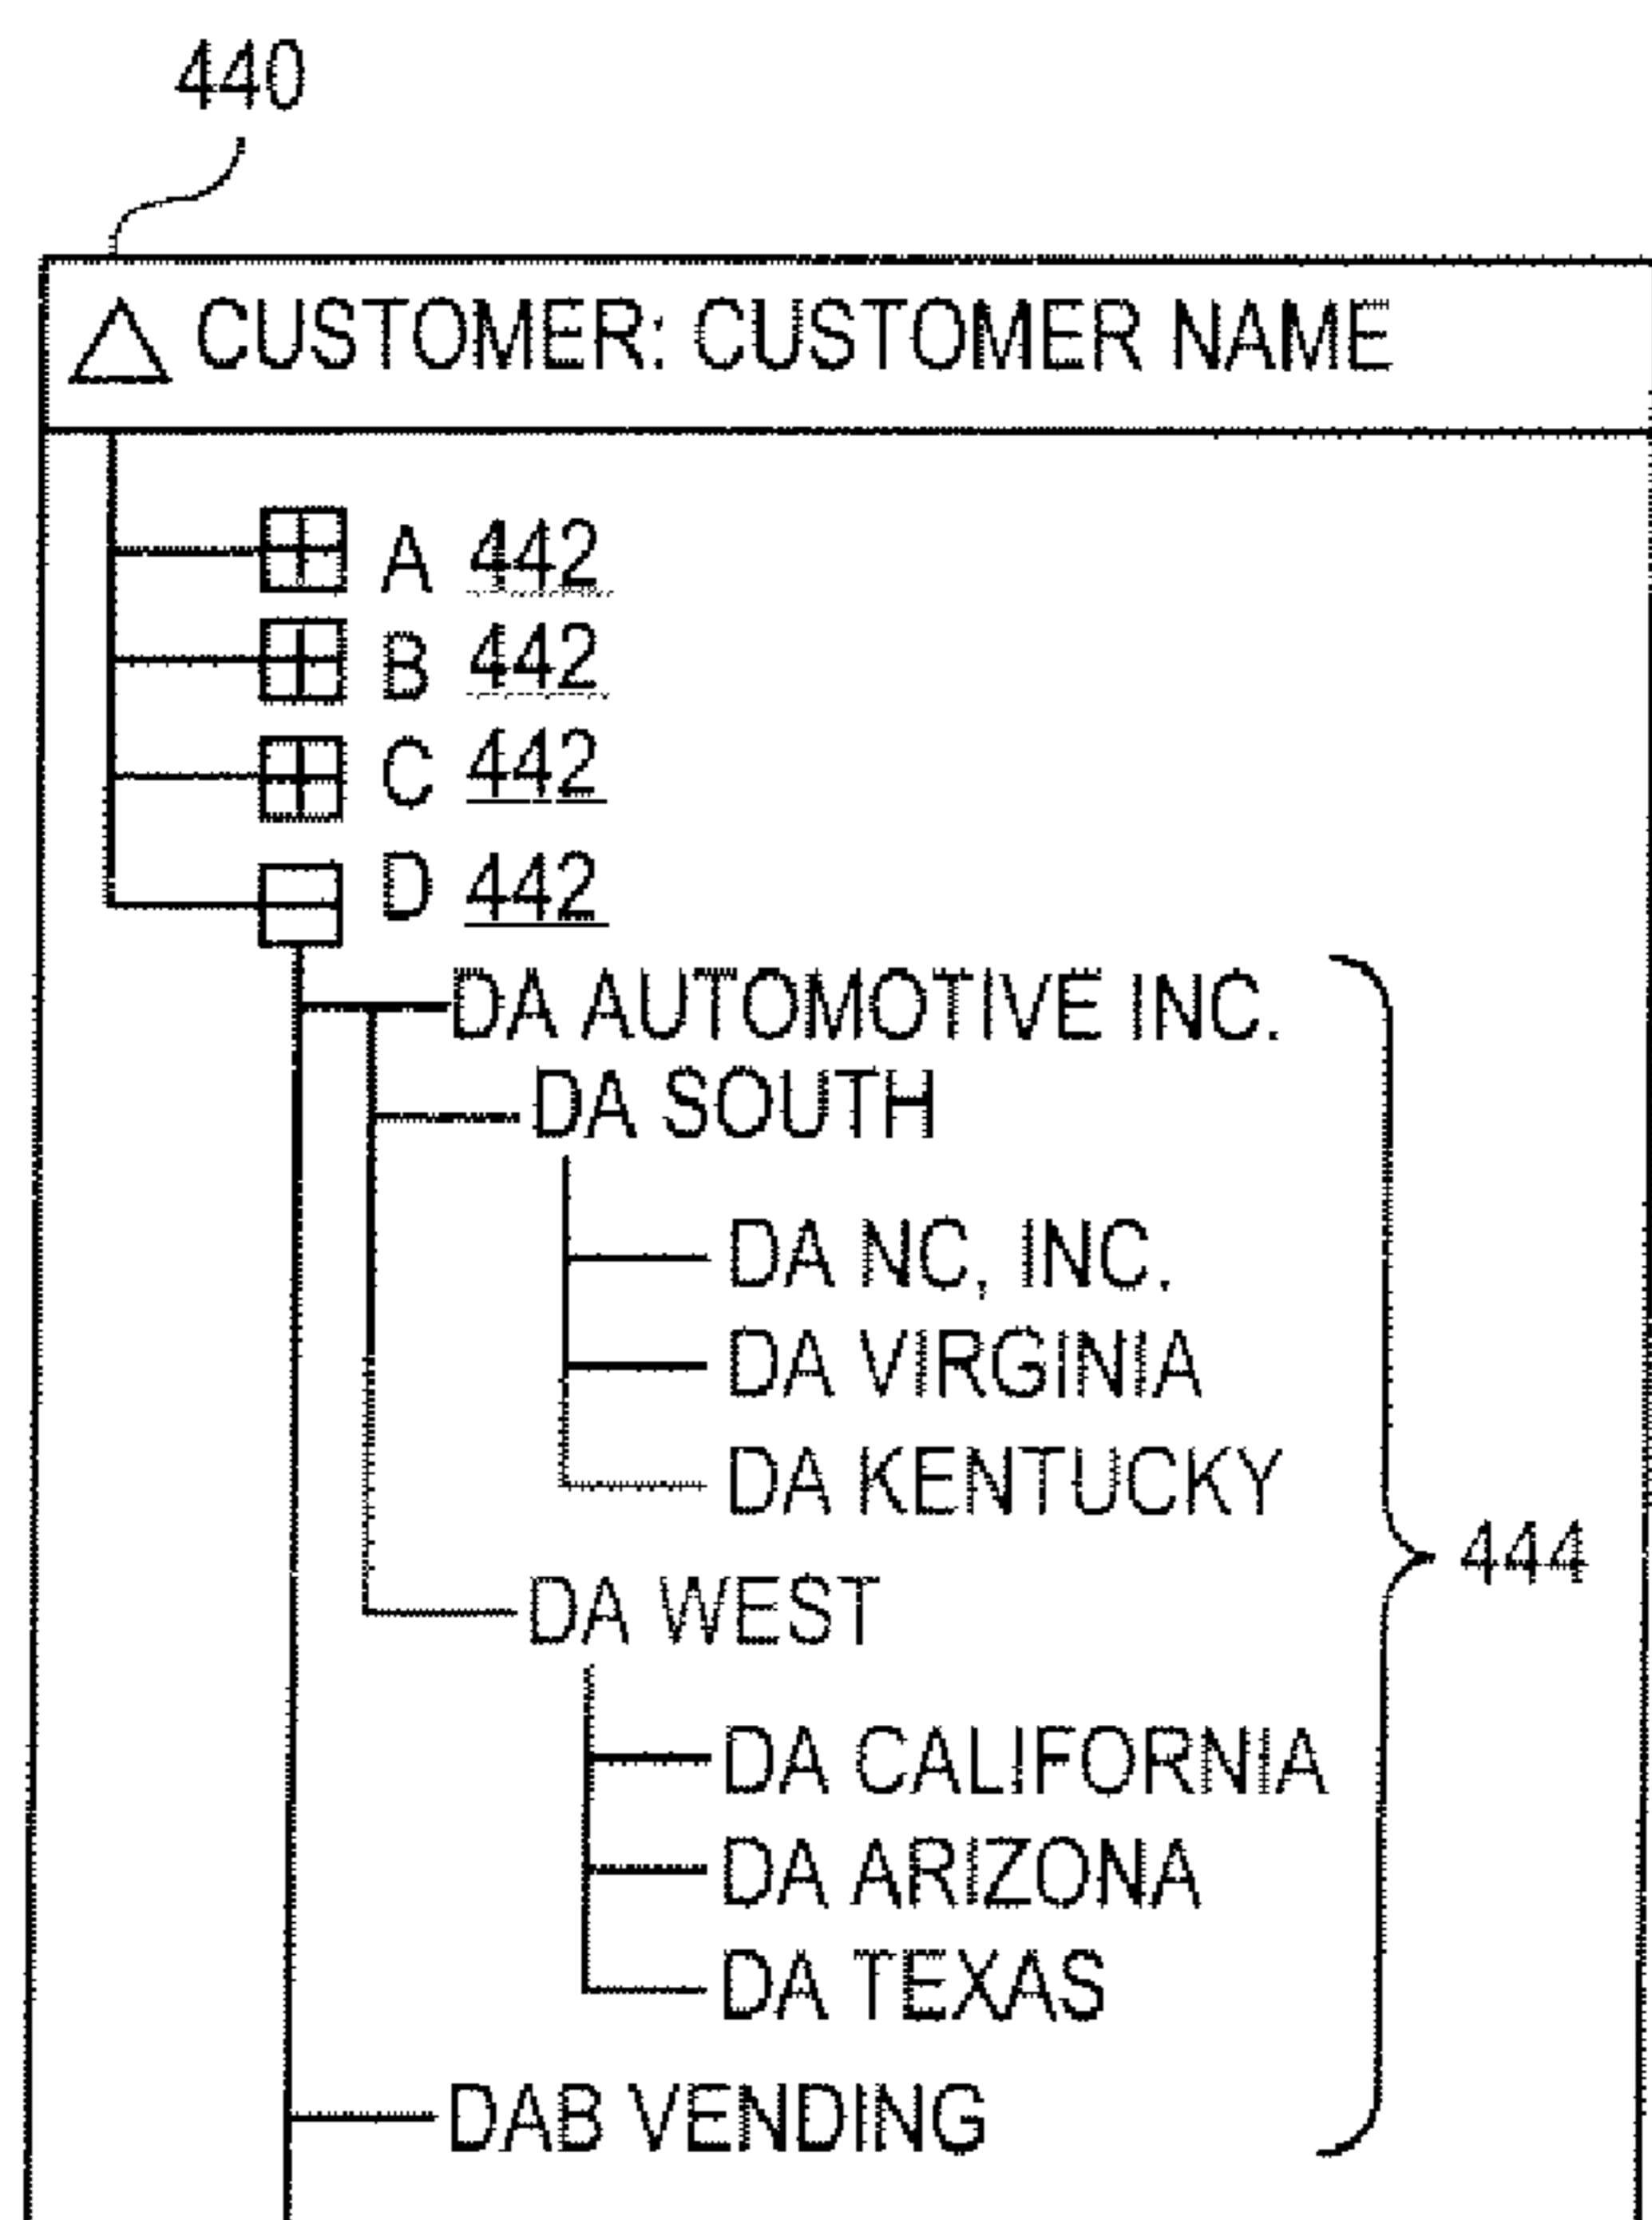 440
CUSTOMER: CUSTOMER NAME
A 442
B 442
C 442
D 442
DA AUTOMOTIVE INC.
DA SOUTH
DA NC, INC.
DA VIRGINIA
DA KENTUCKY
444
DA WEST
DA CALIFORNIA
DA ARIZONA
DA TEXAS
DAB VENDING